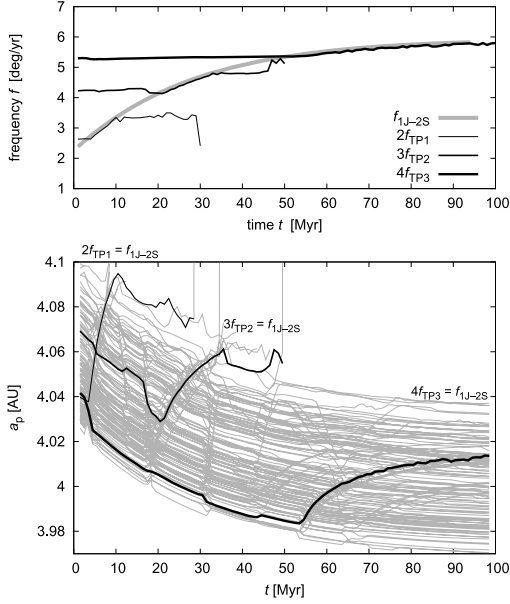 frequency f [deg/yr]
7
6
5
4
3
2
1
f1J–2S
2fTP1
3fTP2
4fTP3
0 10 20 30 40 50 60 70 80 90 100
time t [Myr]
ap [AU]
4.1
4.08
4.06
4.04
4.02
4
3.98
2fTP1 = f1J–2S
3fTP2 = f1J–2S
4fTP3 = f1J–2S
0 10 20 30 40 50 60 70 80 90 100
t [Myr]